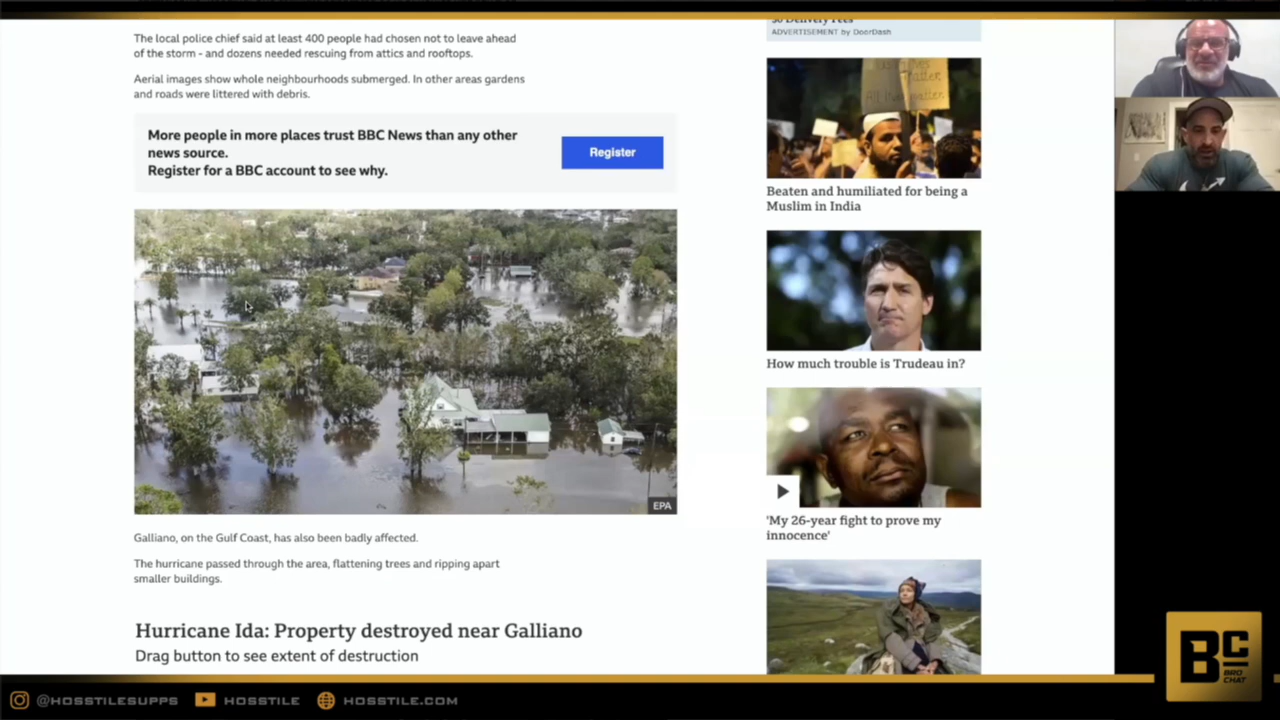 $0 Delivery Fees
ADVERTISEMENT by DoorDash
The local police chief said at least 400 people had chosen not to leave ahead
of the storm - and dozens needed rescuing from attics and rooftops.
Aerial images show whole neighbourhoods submerged. In other areas gardens
and roads were littered with debris.
More people in more places trust BBC News than any other
news source.
Register for a BBC account to see why.
Register
EPA
Galliano, on the Gulf Coast, has also been badly affected.
The hurricane passed through the area, flattening trees and ripping apart
smaller buildings.
Hurricane Ida: Property destroyed near Galliano
Drag button to see extent of destruction
matter
Beaten and humiliated for being a
Muslim in India
How much trouble is Trudeau in?
'My 26-year fight to prove my
innocence'
@HOSSTILESUPPS
HOSSTILE
HOSSTILE.COM
BC
BRO
CHAT